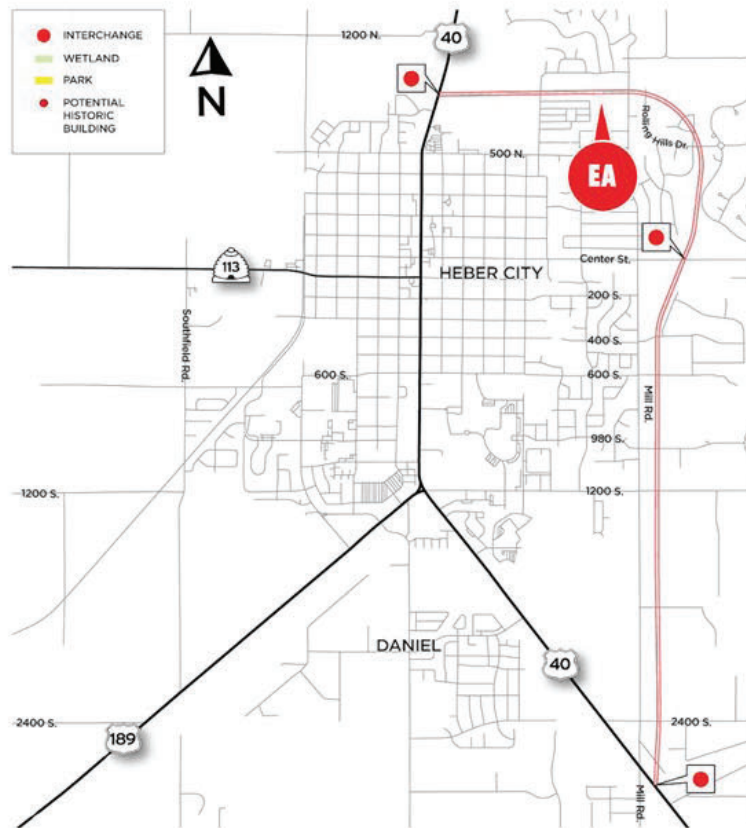 INTERCHANGE
WETLAND
PARK
POTENTIAL
HISTORIC
BUILDING
N
1200 N.
40
Rolling Hills Dr.
500 N.
EA
113
Center St.
HEBER CITY
200 S.
Southfield Rd.
400 S.
600 S.
600 S.
Mill Rd.
980 S.
1200 S.
1200 S.
DANIEL
40
2400 S.
2400 S.
189
Mill Rd.